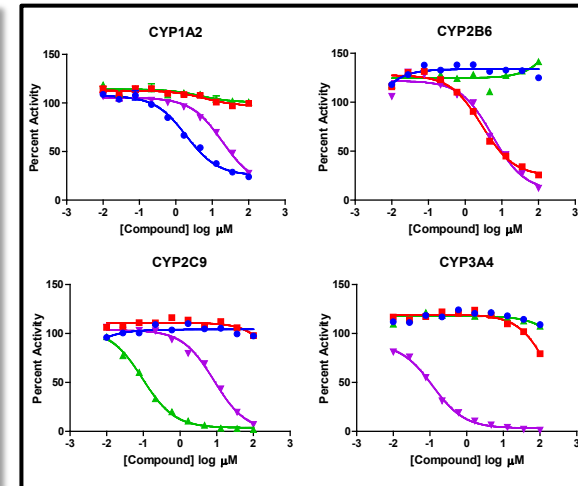 CYP1A2
150
100
50
0
Percent Activity
-3 -2 -1 0 1 2 3
[Compound] log μM
CYP2B6
150
100
50
0
Percent Activity
-3 -2 -1 0 1 2 3
[Compound] log μM
CYP2C9
150
100
50
0
Percent Activity
-3 -2 -1 0 1 2 3
[Compound] log μM
CYP3A4
150
100
50
0
Percent Activity
-3 -2 -1 0 1 2 3
[Compound] log μM